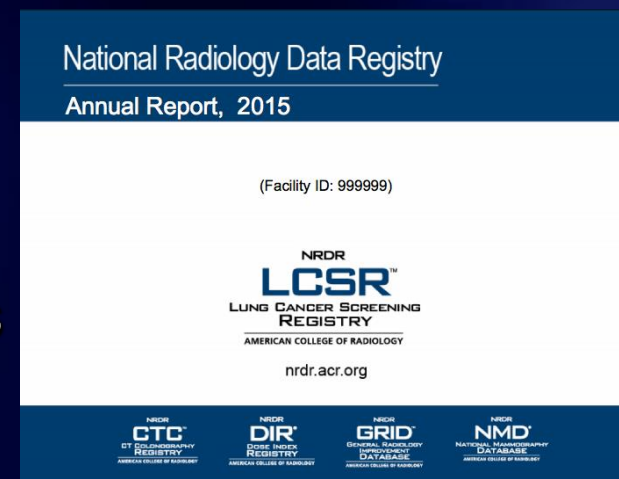 National Radiology Data Registry
Annual Report, 2015
(Facility ID: 999999)
NRDR
LCSR™
LUNG CANCER SCREENING
REGISTRY
AMERICAN COLLEGE OF RADIOLOGY
nrdr.acr.org
NRDR
CTC®
CT COLONOGRAPHY
REGISTRY
AMERICAN COLLEGE OF RADIOLOGY
NRDR
DIR®
DOSE INDEX
REGISTRY
AMERICAN COLLEGE OF RADIOLOGY
NRDR
GRID®
GENERAL RADIOLOGY
IMPROVEMENT
DATABASE
AMERICAN COLLEGE OF RADIOLOGY
NRDR
NMD®
NATIONAL MAMMOGRAPHY
DATABASE
AMERICAN COLLEGE OF RADIOLOGY